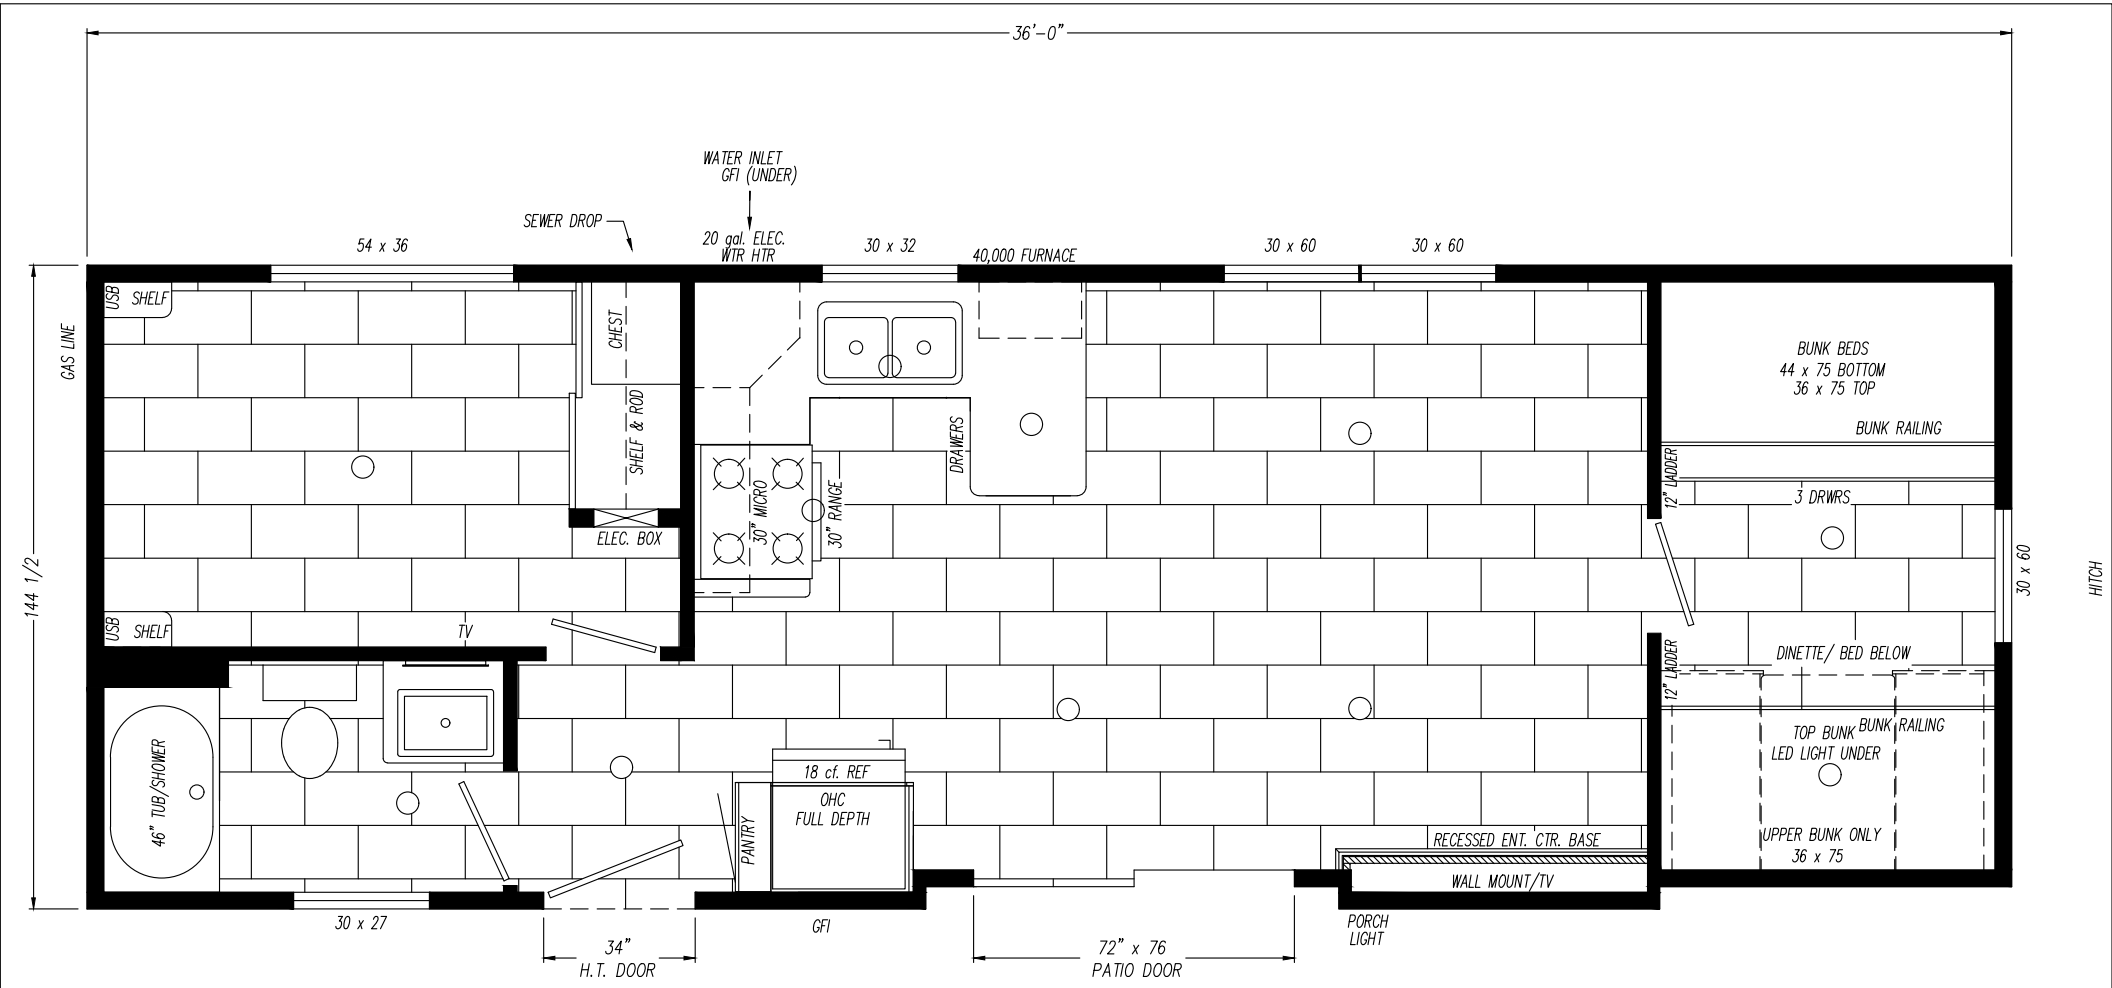 36'-0"
WATER INLET
GFI (UNDER)
SEWER DROP
54 x 36
20 gal. ELEC.
WTR HTR
30 x 32
40,000 FURNACE
30 x 60
30 x 60
USB
SHELF
GAS LINE
CHEST
SHELF & ROD
ELEC. BOX
DRAWERS
30" MICRO
30" RANGE
BUNK BEDS
44 x 75 BOTTOM
36 x 75 TOP
BUNK RAILING
12" LADDER
3 DRWRS
144 1/2
30 x 60
HITCH
USB
SHELF
TV
12" LADDER
DINETTE/ BED BELOW
BUNK RAILING
TOP BUNK
LED LIGHT UNDER
46" TUB/SHOWER
18 cf. REF
OHC
FULL DEPTH
PANTRY
RECESSED ENT. CTR. BASE
UPPER BUNK ONLY
36 x 75
WALL MOUNT/TV
30 x 27
GFI
PORCH
LIGHT
34"
H.T. DOOR
72" x 76
PATIO DOOR